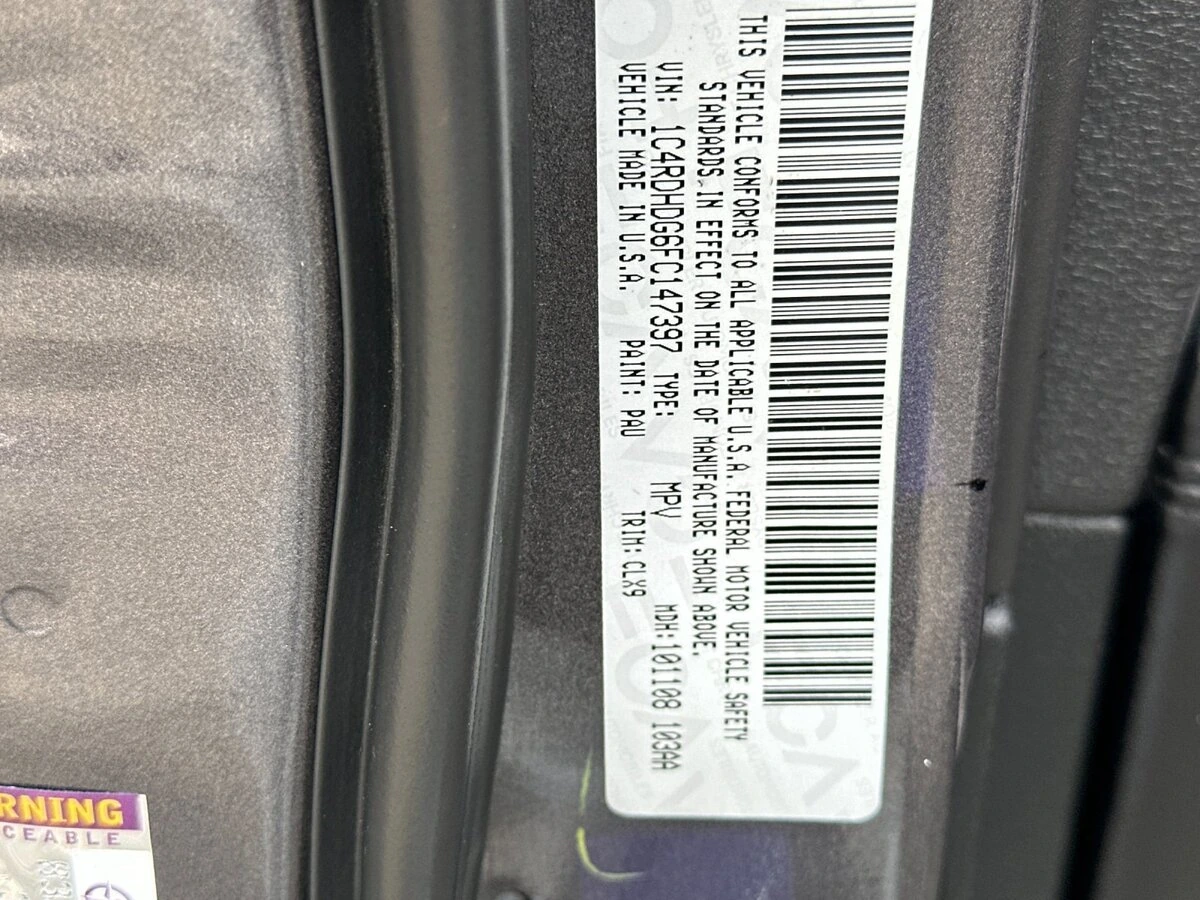 THIS VEHICLE CONFORMS TO ALL APPLICABLE U.S.A. FEDERAL MOTOR VEHICLE SAFETY
STANDARDS IN EFFECT ON THE DATE OF MANUFACTURE SHOWN ABOVE.
VIN: 1C4RDHDG6FC147397 TYPE: MPV MDH:101108 103AA
VEHICLE MADE IN U.S.A. PAINT: PAU TRIM:CLX9
RNING
CEABLE